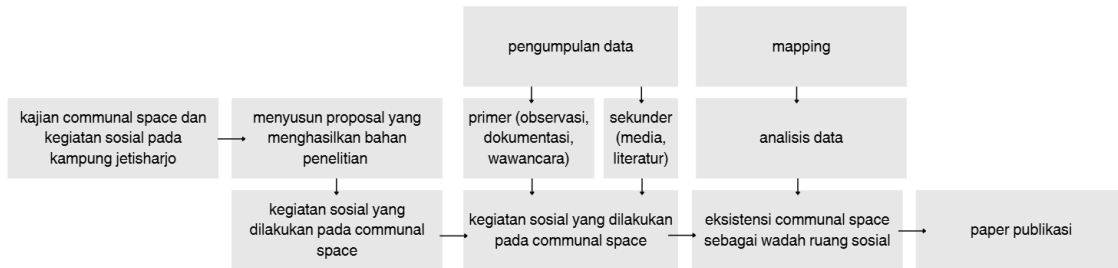 pengumpulan data
mapping
kajian communal space dan
kegiatan sosial pada
kampung jetisharjo
menyusun proposal yang
menghasilkan bahan
penelitian
primer (observasi,
dokumentasi,
wawancara)
sekunder
(media,
literatur)
analisis data
kegiatan sosial yang
dilakukan pada communal
space
kegiatan sosial yang dilakukan
pada communal space
eksistensi communal space
sebagai wadah ruang sosial
paper publikasi